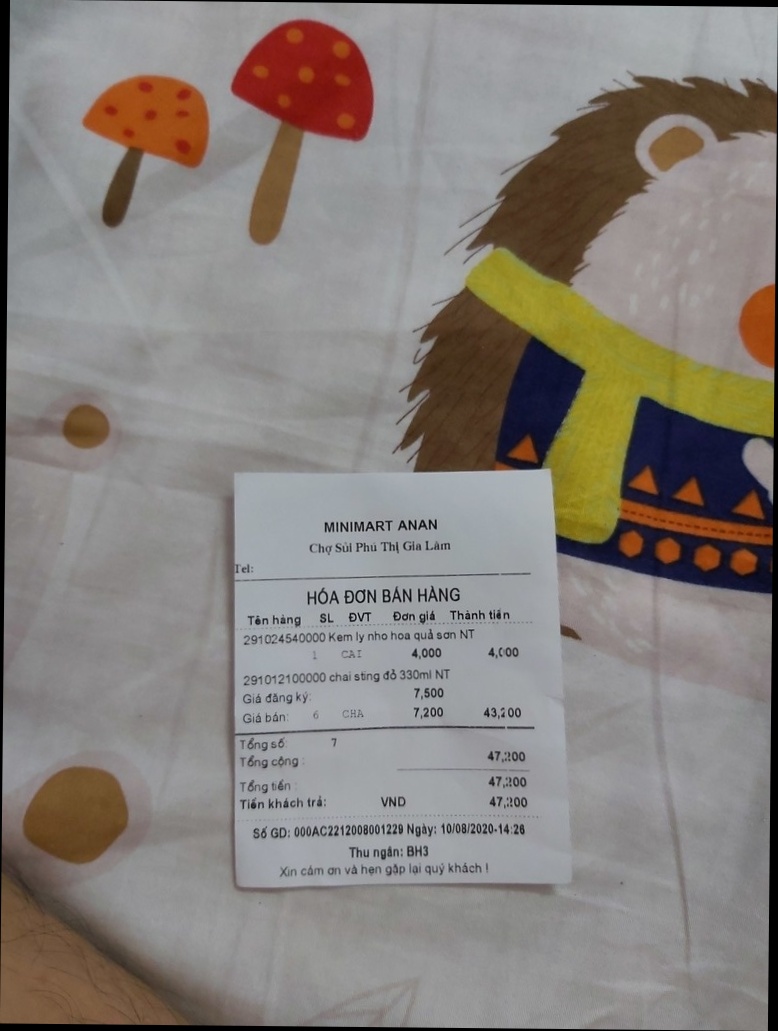 MINIMART ANAN
Chợ Sủi Phú Thị Gia Lâm
Tel:
HÓA ĐƠN BÁN HÀNG
Tên hàng SL ĐVT Đơn giá Thành tiền
291024540000 Kem ly nho hoa quả sơn NT
1 CAI 4,000 4,000
291012100000 chai sting đỏ 330ml NT
Giá đăng ký: 7,500
Giá bán: 6 CHA 7,200 43,200
Tổng số: 7
Tổng cộng : 47,200
Tổng tiền : 47,200
Tiền khách trả: VND 47,200
Số GD: 000AC2212008001229 Ngày: 10/08/2020-14:26
Thu ngân: BH3
Xin cảm ơn và hẹn gặp lại quý khách !